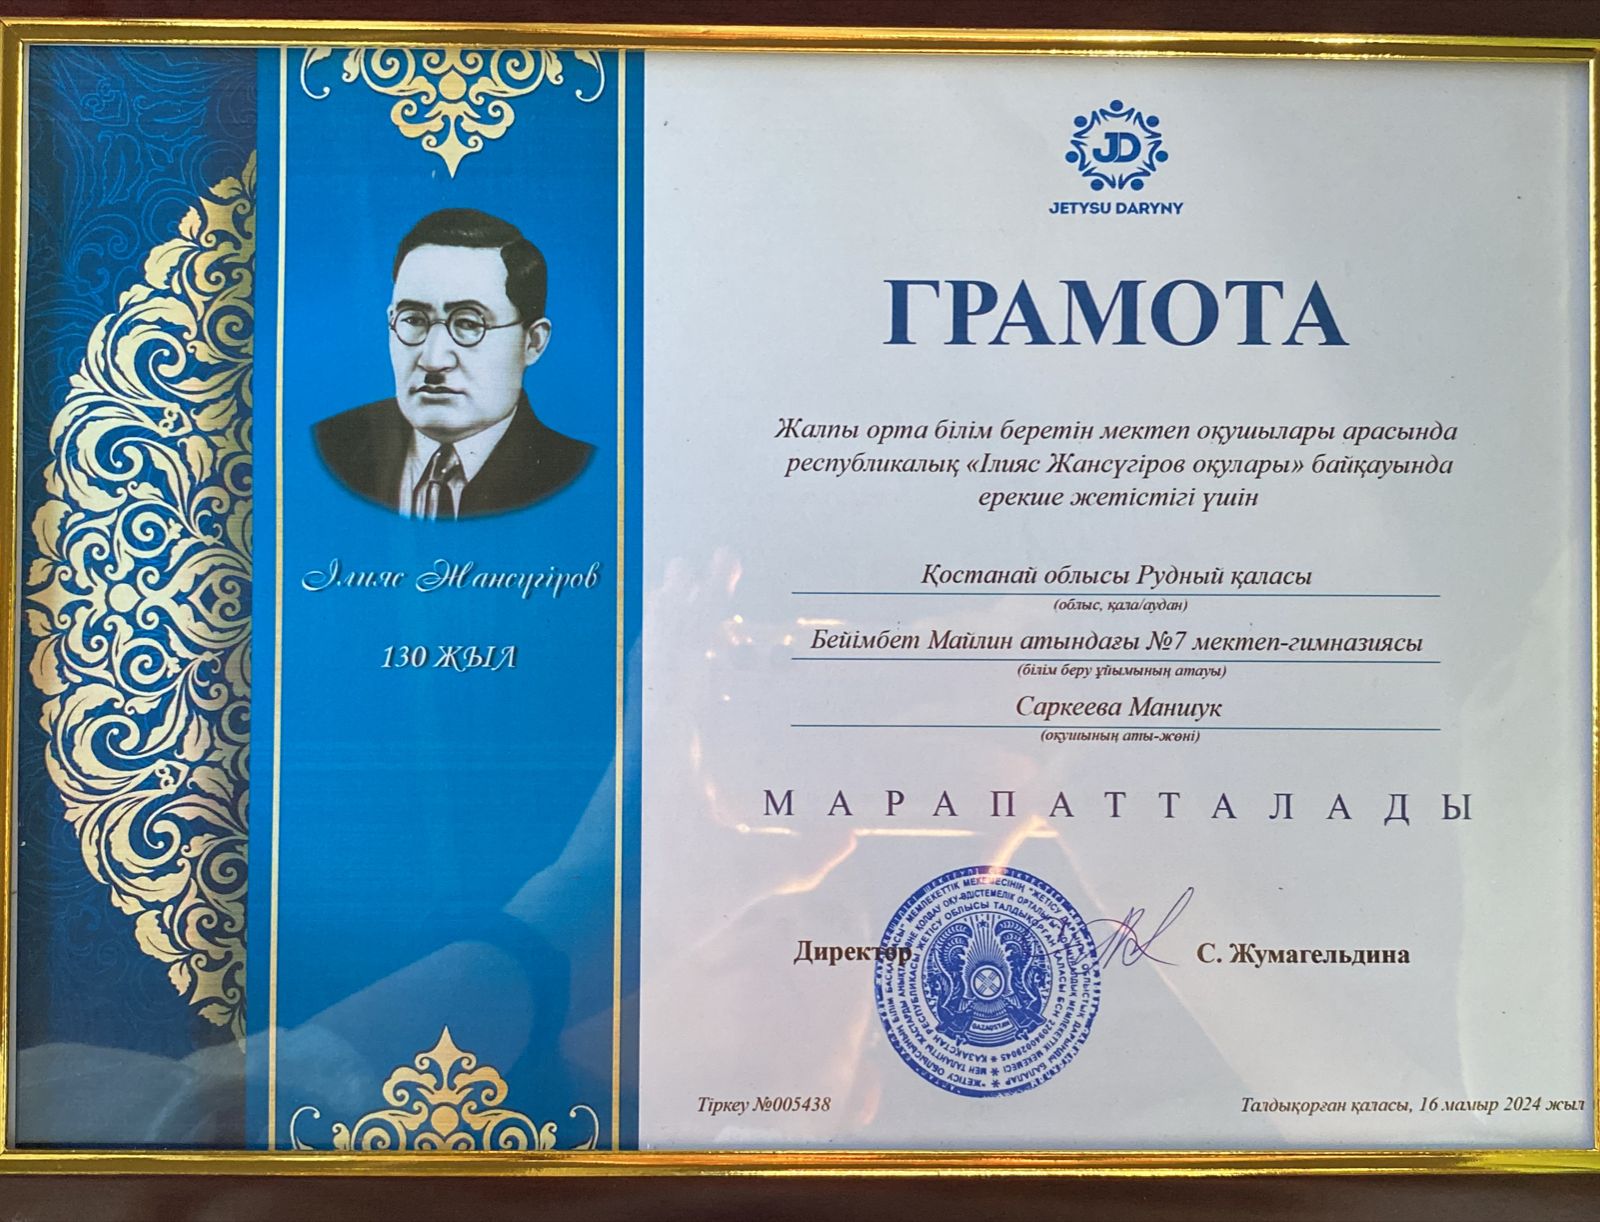 JD
JETYSU DARYNY
ГРАМОТА
Жалпы орта білім беретін мектеп оқушылары арасында
республикалық «Ілияс Жансүгіров оқулары» байқауында
ерекше жетістігі үшін
Ілияс Жансүгіров
130 ЖЫЛ
Қостанай облысы Рудный қаласы
(облыс, қала/аудан)
Бейімбет Майлин атындағы №7 мектеп-гимназиясы
(білім беру ұйымының атауы)
Саркеева Маншук
(оқушының аты-жөні)
МАРАПАТТАЛАДЫ
Директор
С. Жумагельдина
QAZAQSTAN
Тіркеу №005438
Талдықорған қаласы, 16 мамыр 2024 жыл